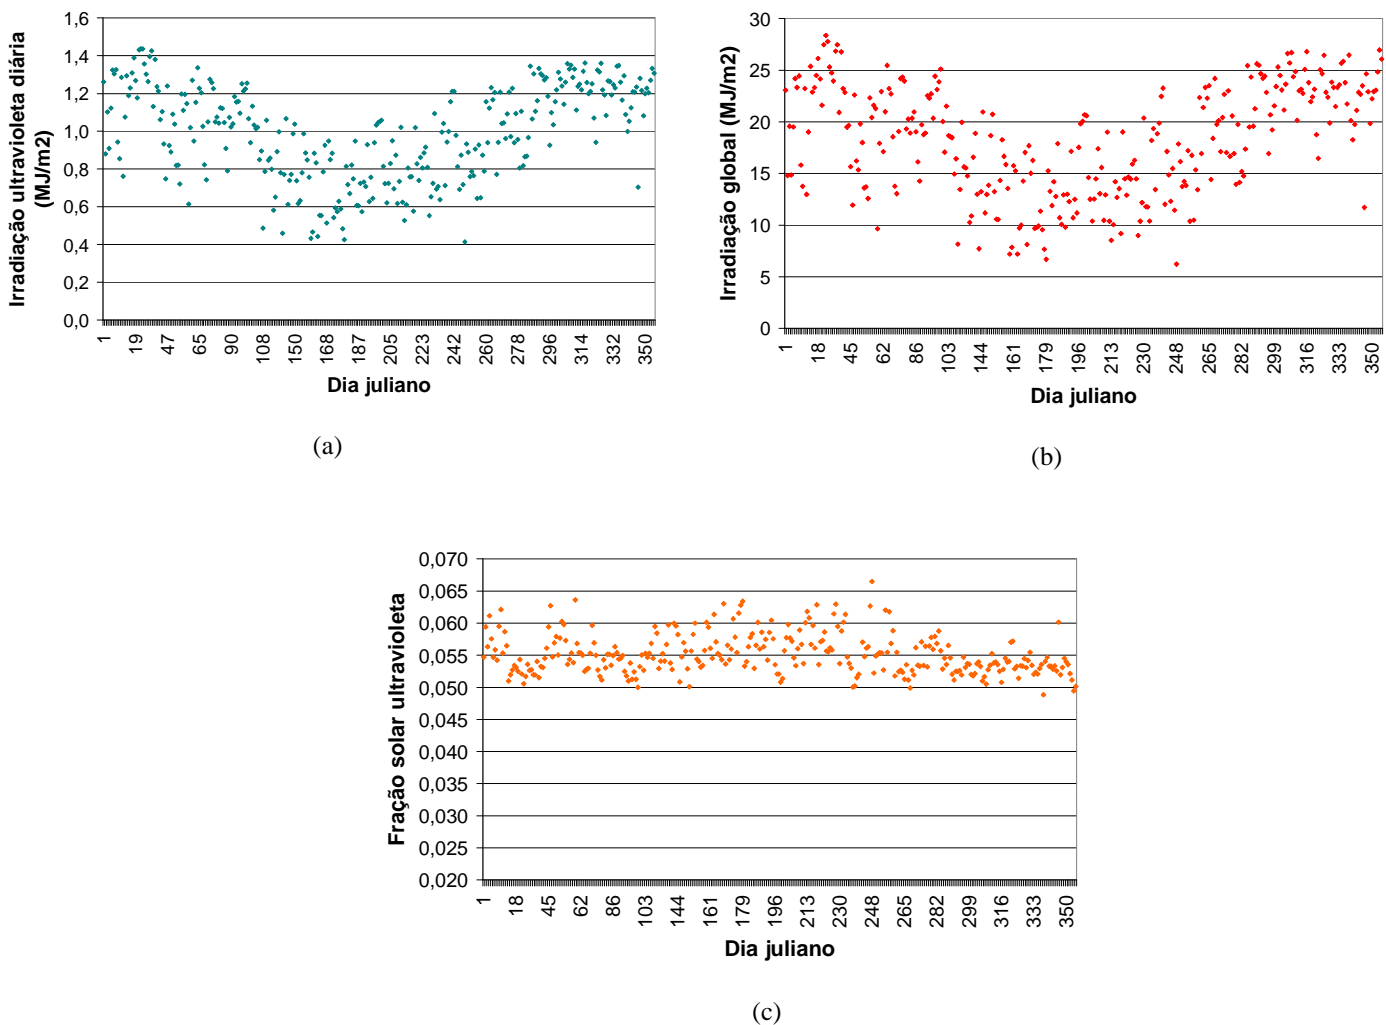 Irradiação ultravioleta diária
(MJ/m2)
1,6
1,4
1,2
1,0
0,8
0,6
0,4
0,2
0,0
1 19 47 65 90 108 150 168 187 205 223 242 260 278 296 314 332 350
Dia juliano
(a)
Irradiação global (MJ/m2)
30
25
20
15
10
5
0
1 18 45 62 86 103 144 161 179 196 213 230 248 265 282 299 316 333 350
Dia juliano
(b)
Fração solar ultravioleta
0,070
0,065
0,060
0,055
0,050
0,045
0,040
0,035
0,030
0,025
0,020
1 18 45 62 86 103 144 161 179 196 213 230 248 265 282 299 316 333 350
Dia juliano
(c)